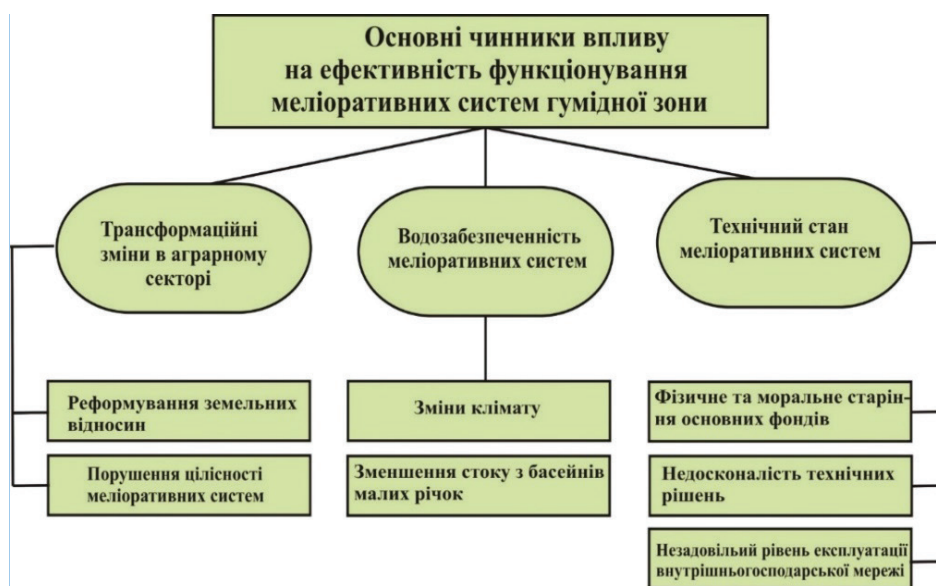 Основні чинники впливу
на ефективність функціонування
меліоративних систем гумідної зони
Трансформаційні
зміни в аграрному
секторі
Водозабезпеченність
меліоративних систем
Технічний стан
меліоративних систем
Реформування земельних
відносин
Порушення цілісності
меліоративних систем
Зміни клімату
Зменшення стоку з басейнів
малих річок
Фізичне та моральне старін-
ня основних фондів
Недосконалість технічних
рішень
Незадовільий рівень експлуатації
внутрішньогосподарської мережі